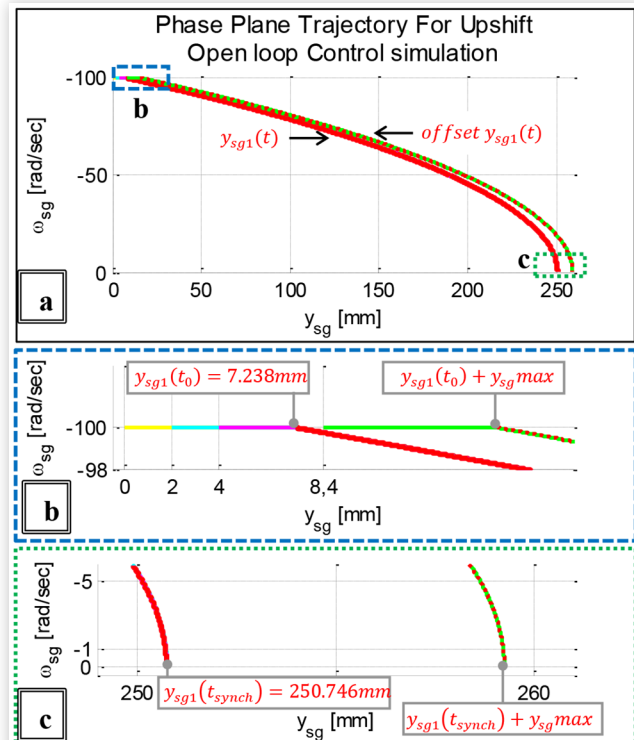 Phase Plane Trajectory For Upshift
Open loop Control simulation
-100
b
y_sg1(t)
offset y_sg1(t)
-50
c
0
ω_sg [rad/sec]
a
0 50 100 150 200 250
y_sg [mm]
y_sg1(t_0) = 7.238mm
y_sg1(t_0) + y_sg max
-100
-98
ω_sg [rad/sec]
0 2 4 8,4
b
y_sg [mm]
-5
-1
0
ω_sg [rad/sec]
250 260
y_sg1(t_synch) = 250.746mm
y_sg1(t_synch) + y_sg max
c
y_sg [mm]